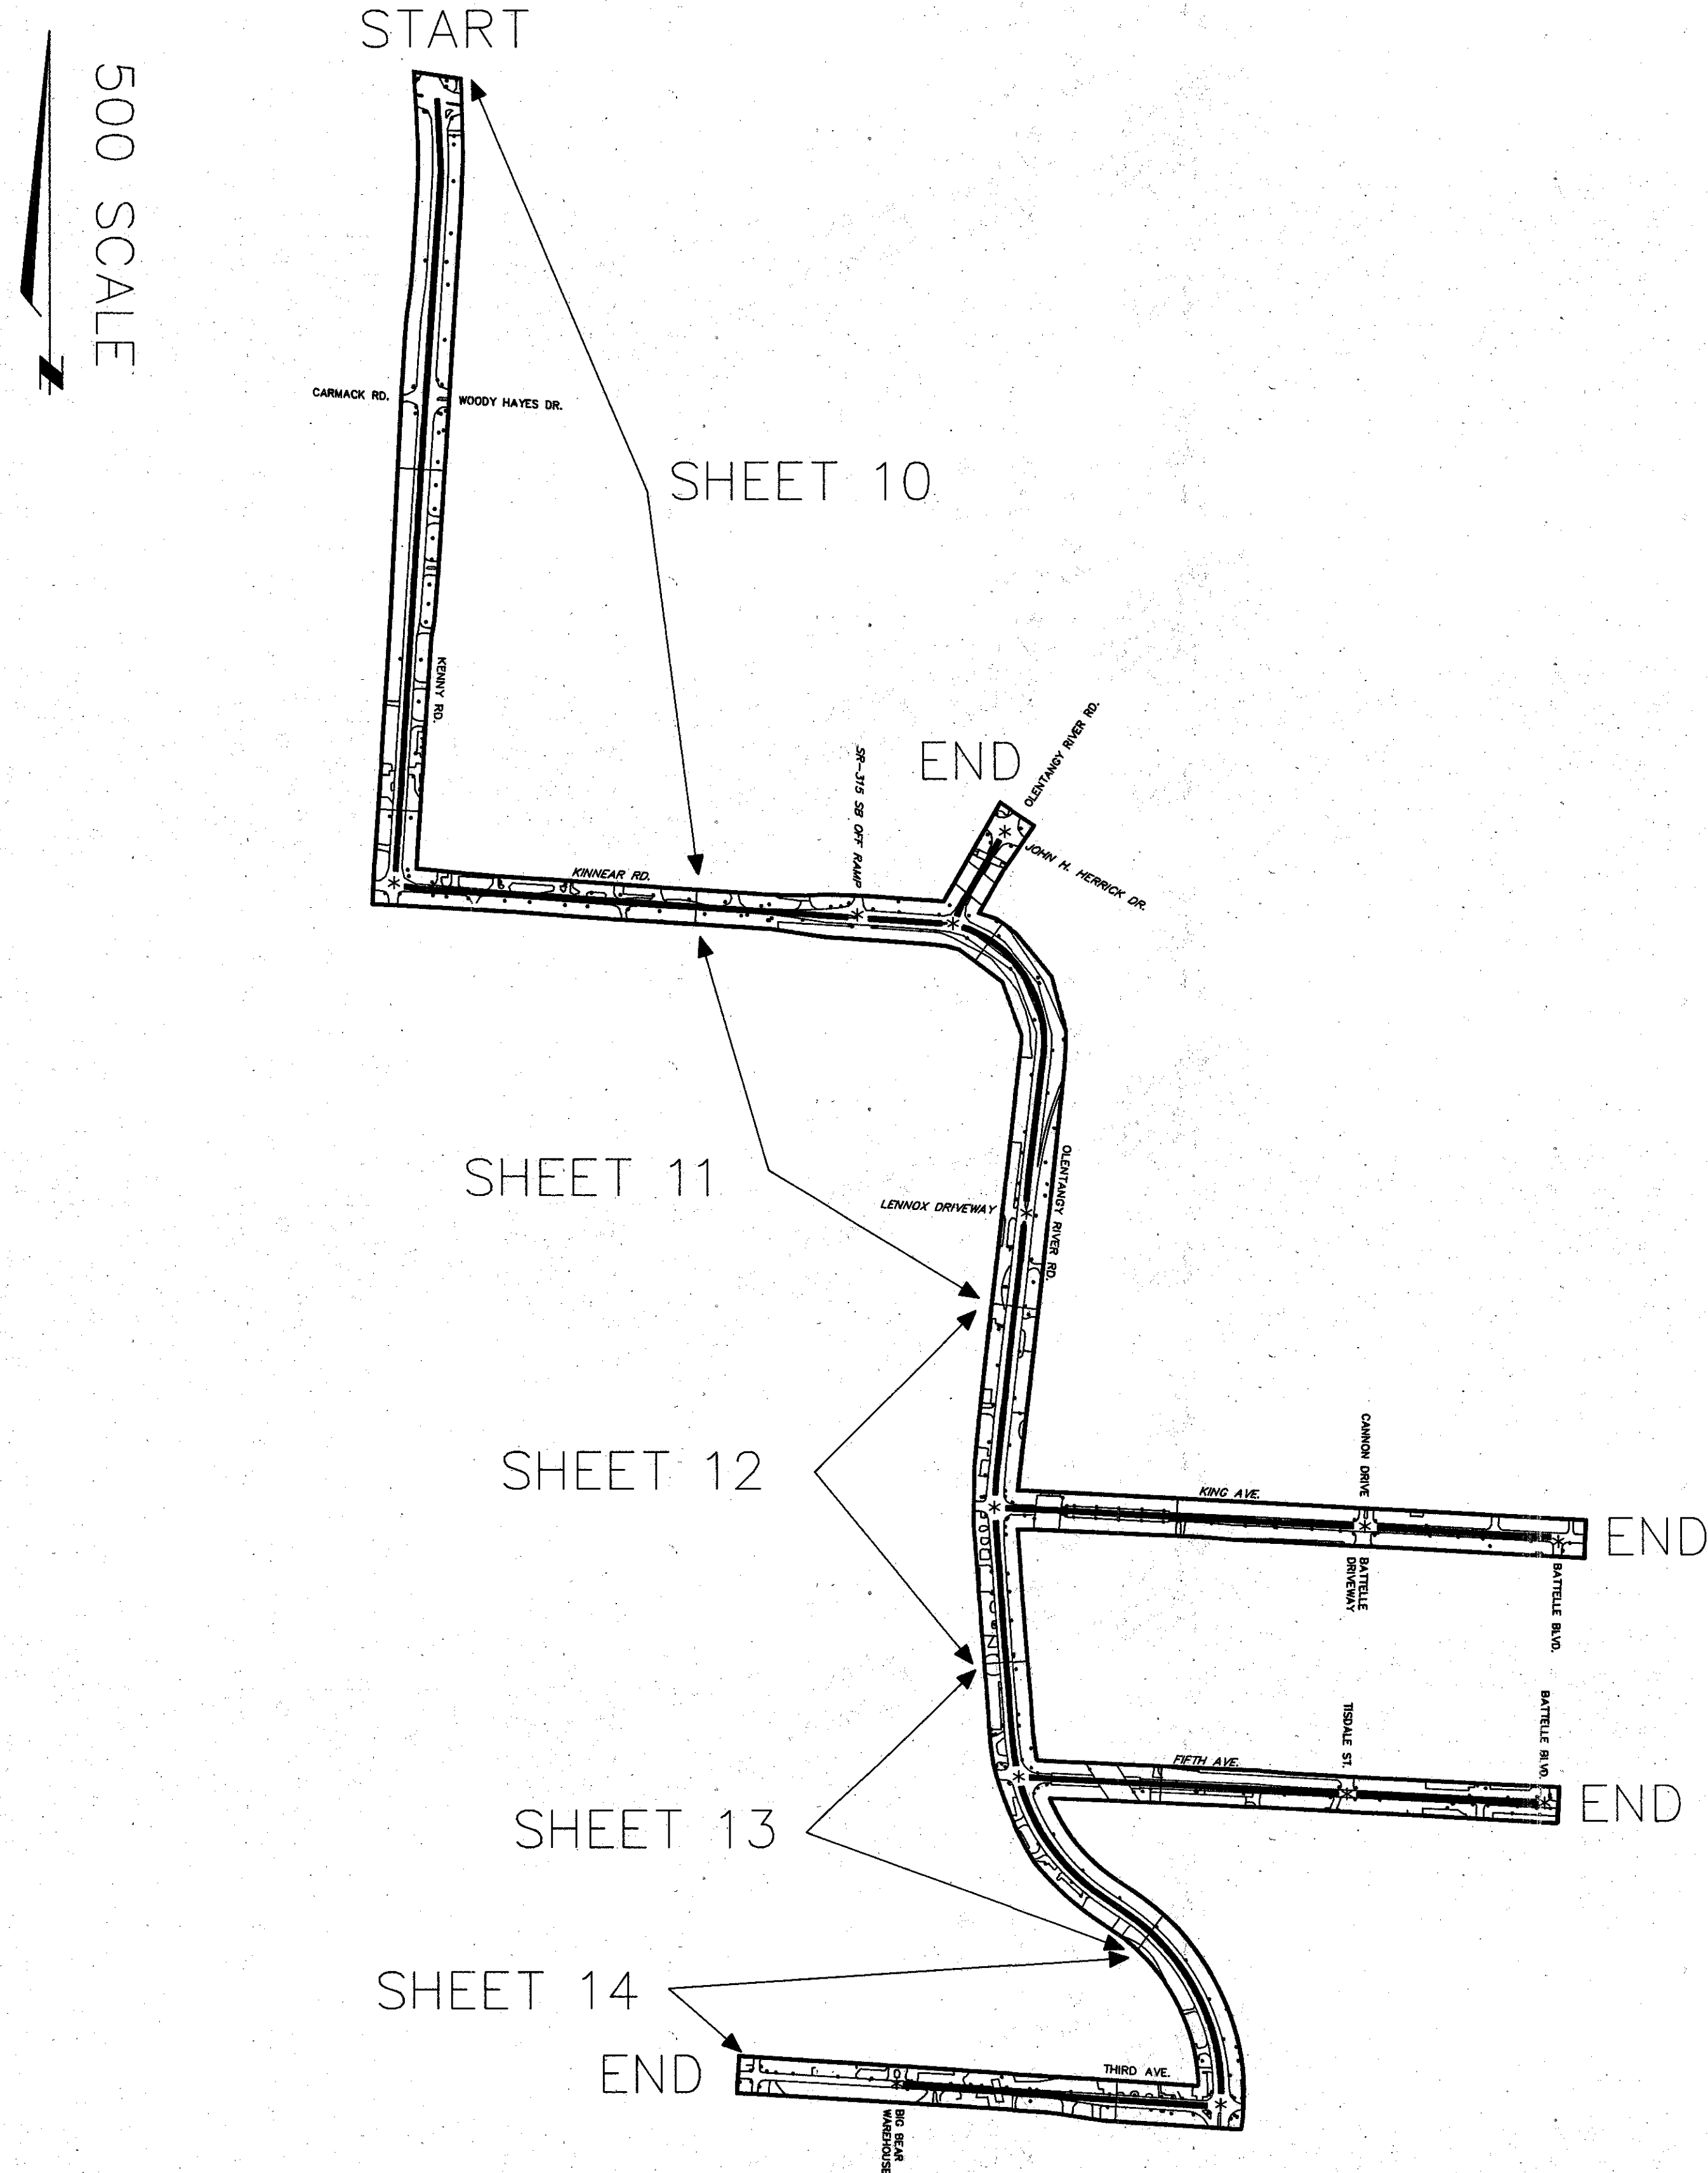 START
500 SCALE
N
CARMACK RD.
WOODY HAYES DR.
SHEET 10
KENNY RD.
END
OLENTANGY RIVER RD.
SR-315 SB OFF RAMP
JOHN H. HERRICK DR.
KINNEAR RD.
SHEET 11
LENNOX DRIVEWAY
OLENTANGY RIVER RD.
SHEET 12
CANNON DRIVE
KING AVE.
END
BATTELLE
DRIVEWAY
BATTELLE BLVD.
TISDALE ST.
BATTELLE BLVD.
FIFTH AVE.
END
SHEET 13
SHEET 14
END
THIRD AVE.
BIG BEAR
WAREHOUSE